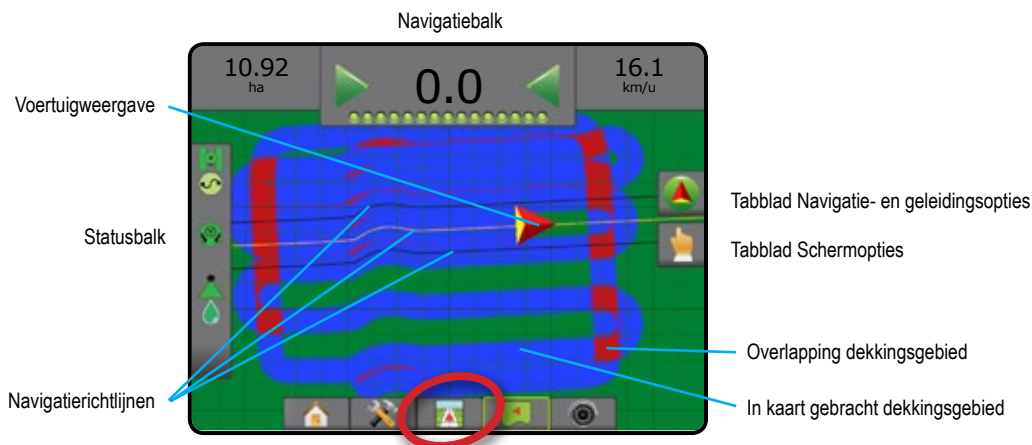 Navigatiebalk
10.92
ha
0.0
16.1
km/u
Voertuigweergave
Statusbalk
Navigatierichtlijnen
Tabblad Navigatie- en geleidingsopties
Tabblad Schermopties
Overlapping dekkingsgebied
In kaart gebracht dekkingsgebied